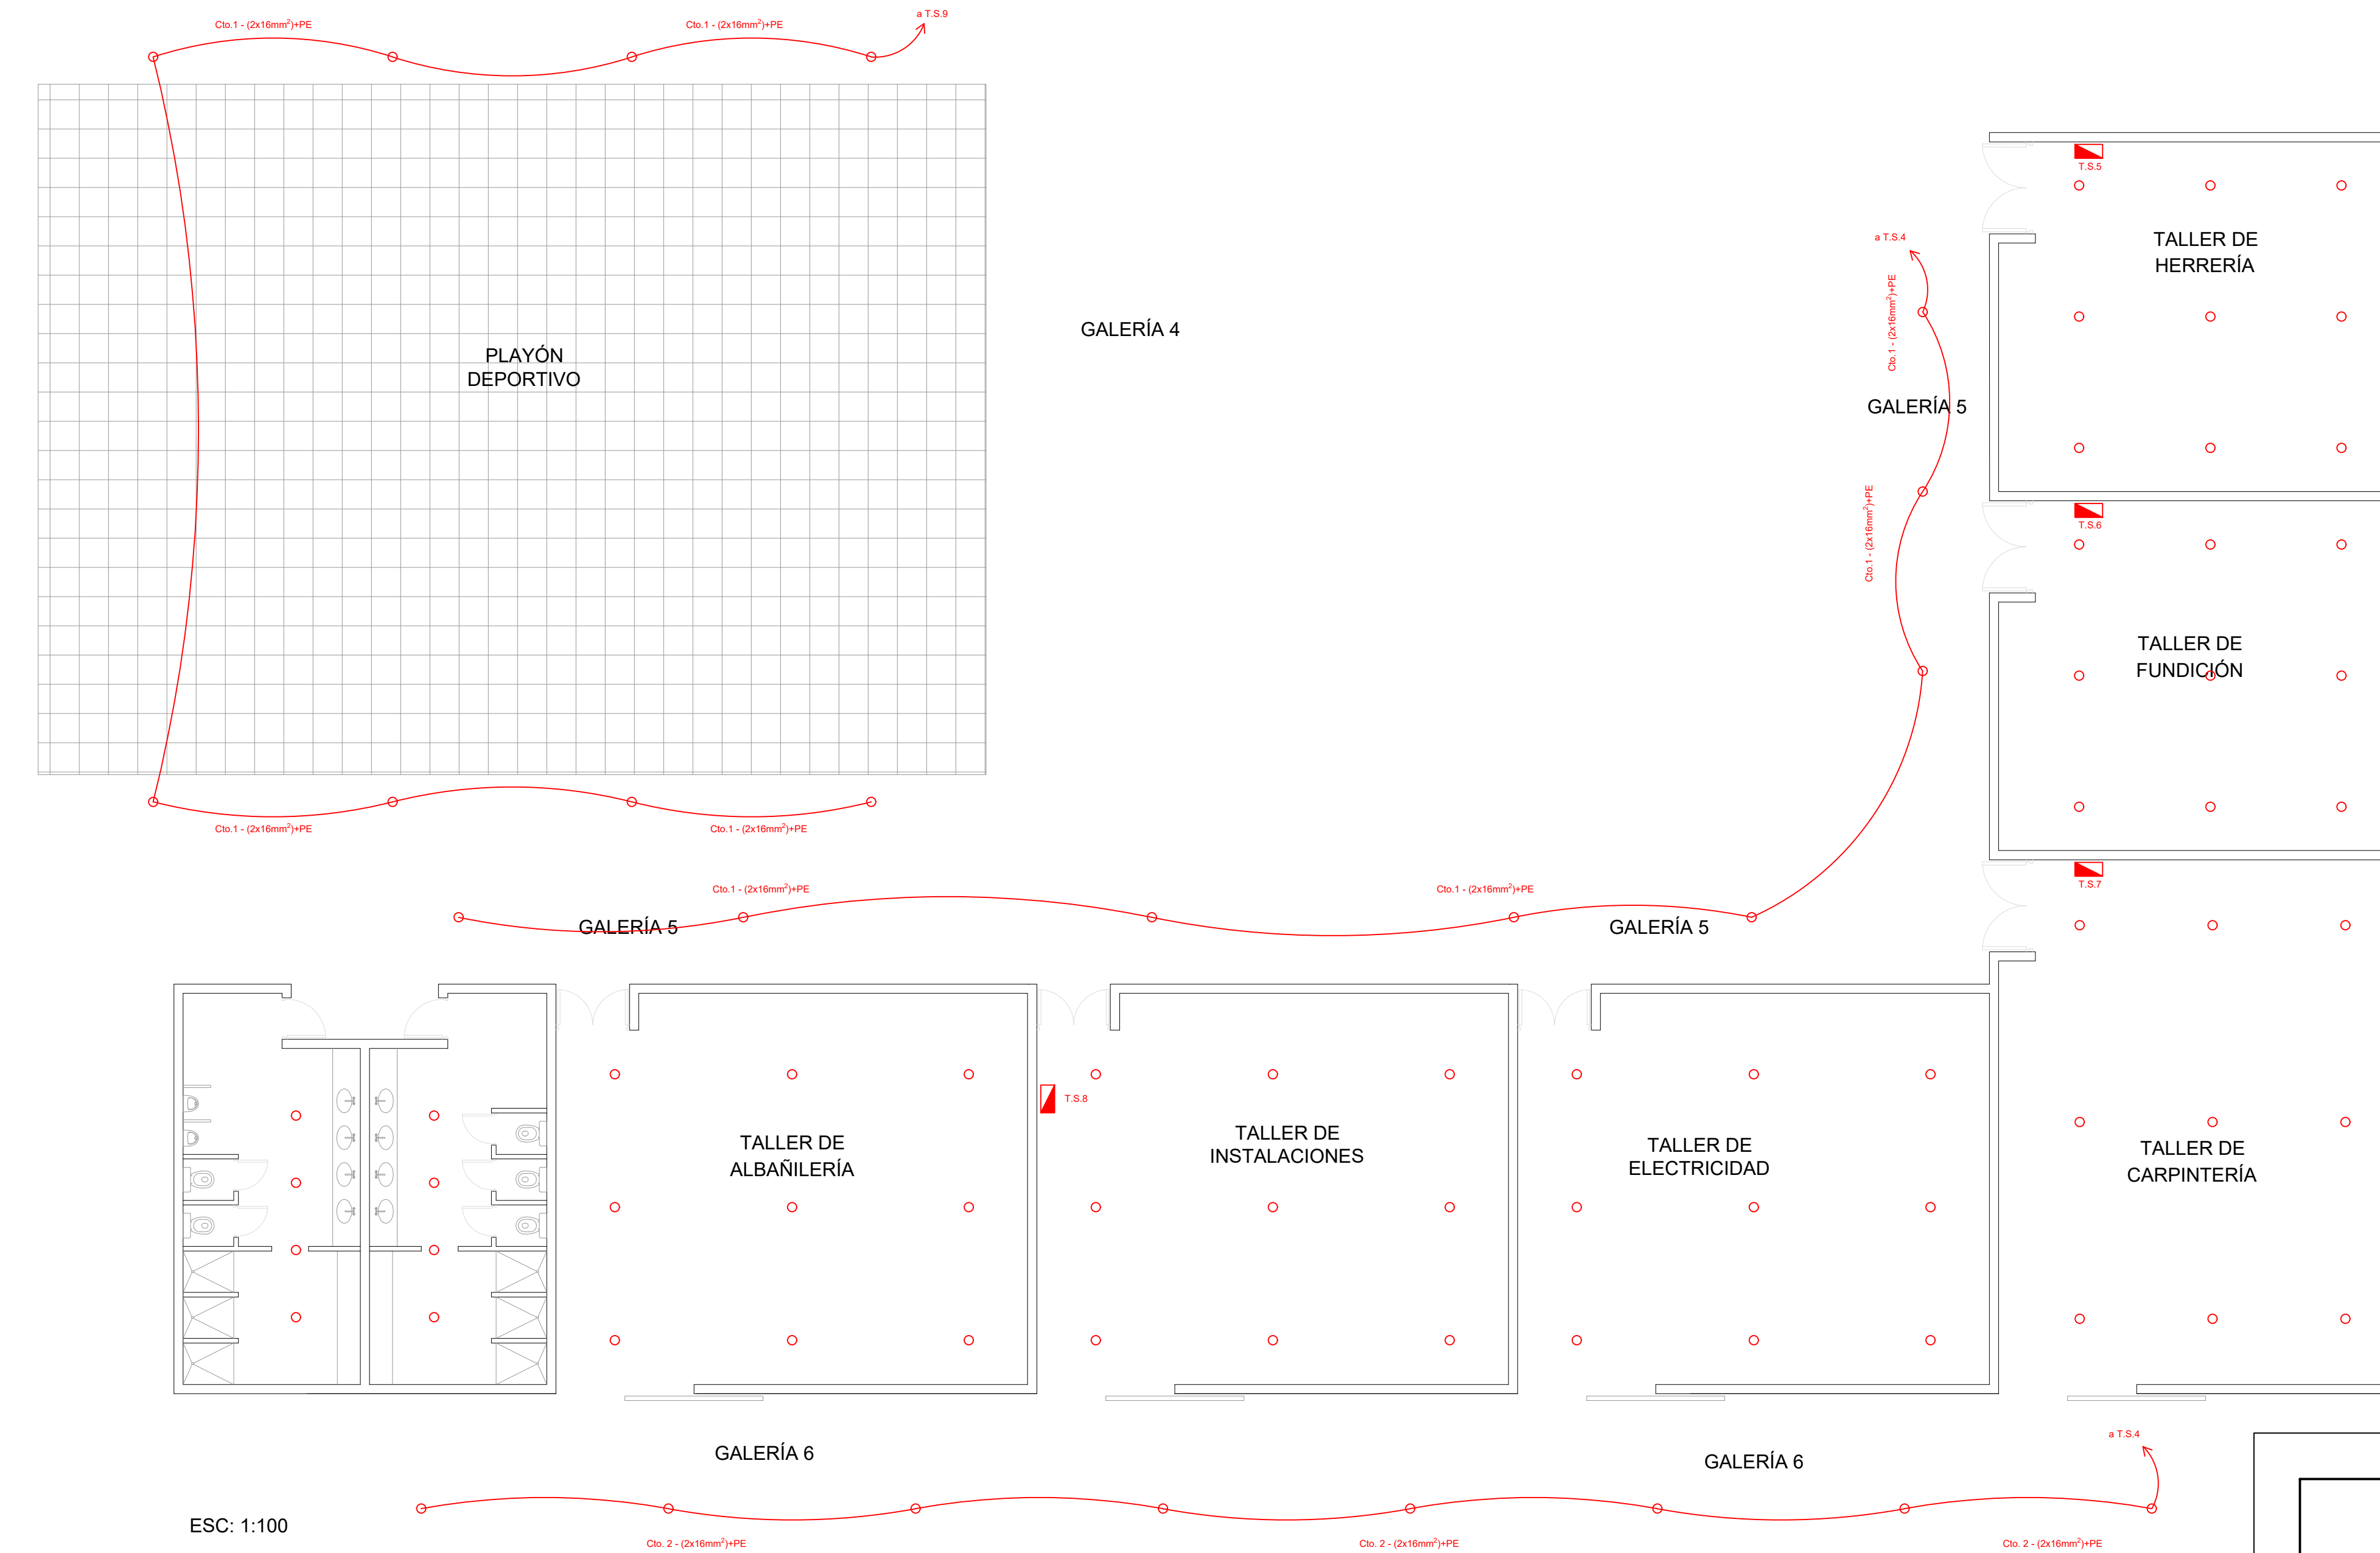 a T.S.9
Cto.1 - (2x16mm²)+PE
Cto.1 - (2x16mm²)+PE
T.S.5
TALLER DE
HERRERÍA
a T.S.4
Cto.1 - (2x16mm²)+PE
GALERÍA 4
PLAYÓN
DEPORTIVO
GALERÍA 5
Cto.1 - (2x16mm²)+PE
T.S.6
TALLER DE
FUNDICIÓN
Cto.1 - (2x16mm²)+PE
Cto.1 - (2x16mm²)+PE
Cto.1 - (2x16mm²)+PE
Cto.1 - (2x16mm²)+PE
T.S.7
GALERÍA 5
GALERÍA 5
T.S.8
TALLER DE
ALBAÑILERÍA
TALLER DE
INSTALACIONES
TALLER DE
ELECTRICIDAD
TALLER DE
CARPINTERÍA
a T.S.4
GALERÍA 6
GALERÍA 6
ESC: 1:100
Cto. 2 - (2x16mm²)+PE
Cto. 2 - (2x16mm²)+PE
Cto. 2 - (2x16mm²)+PE